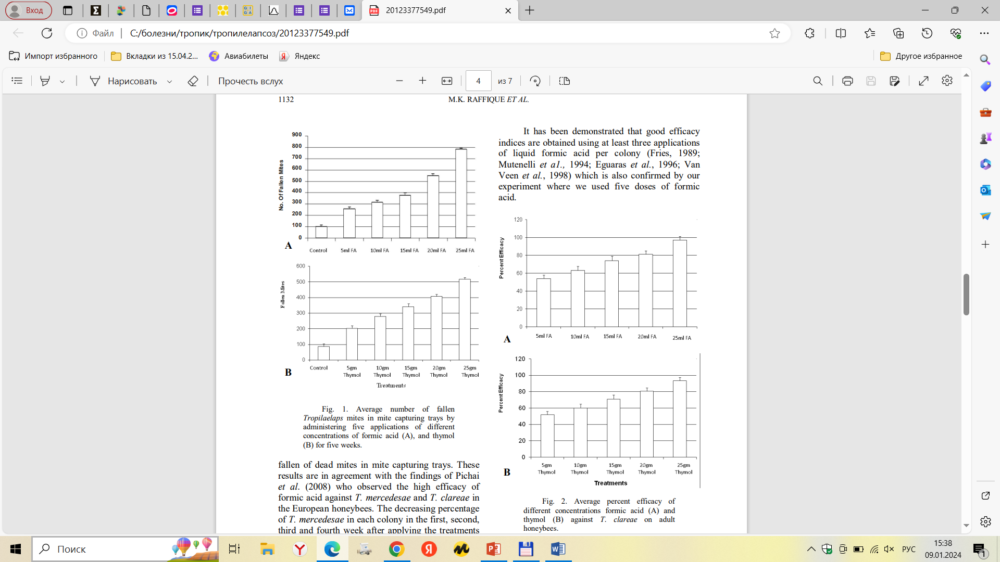 Вход
20123377549.pdf
Файл
C:/болезни/тропик/тропилелапсоз/20123377549.pdf
Импорт избранного
Вкладки из 15.04.2...
Авиабилеты
Яндекс
Другое избранное
Нарисовать
Прочесть вслух
4
из 7
1132
M.K. RAFFIQUE ET AL.
900
800
700
600
500
400
300
200
100
0
No. Of Fallen Mites
A
Control
5ml FA
10ml FA
15ml FA
20ml FA
25ml FA
600
500
400
300
200
100
0
Fallen Mites
B
Control
5gm Thymol
10gm Thymol
15gm Thymol
20gm Thymol
25gm Thymol
Treatments
Fig. 1. Average number of fallen
Tropilaelaps mites in mite capturing trays by
administering five applications of different
concentrations of formic acid (A), and thymol
(B) for five weeks.
fallen of dead mites in mite capturing trays. These
results are in agreement with the findings of Pichai
et al. (2008) who observed the high efficacy of
formic acid against T. mercedesae and T. clareae in
the European honeybees. The decreasing percentage
of T. mercedesae in each colony in the first, second,
third and fourth week after applying the treatments
It has been demonstrated that good efficacy
indices are obtained using at least three applications
of liquid formic acid per colony (Fries, 1989;
Mutenelli et a1., 1994; Eguaras et al., 1996; Van
Veen et al., 1998) which is also confirmed by our
experiment where we used five doses of formic
acid.
120
100
80
60
40
20
0
Percent Efficacy
A
5ml FA
10ml FA
15ml FA
20ml FA
25ml FA
120
100
80
60
40
20
0
Percent Efficacy
B
5gm Thymol
10gm Thymol
15gm Thymol
20gm Thymol
25gm Thymol
Treatments
Fig. 2. Average percent efficacy of
different concentrations formic acid (A) and
thymol (B) against T. clareae on adult
honeybees.
Поиск
РУС
15:38
09.01.2024
1